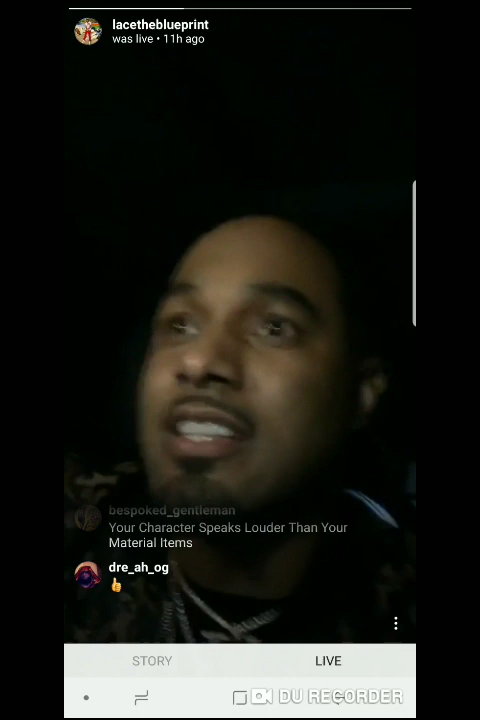 lacetheblueprint
was live • 11h ago
bespoked_gentleman
Your Character Speaks Louder Than Your
Material Items
dre_ah_og
👍
STORY
LIVE
DU RECORDER